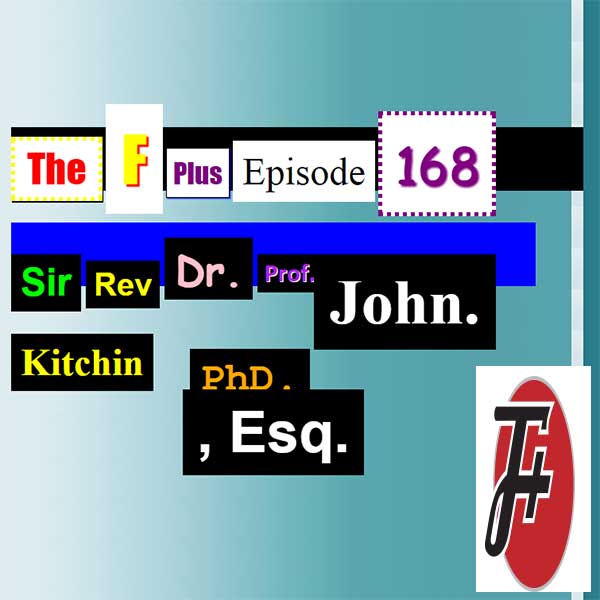 The F Plus Episode 168
Sir Rev Dr. Prof. John.
Kitchin PhD.
, Esq.
F+